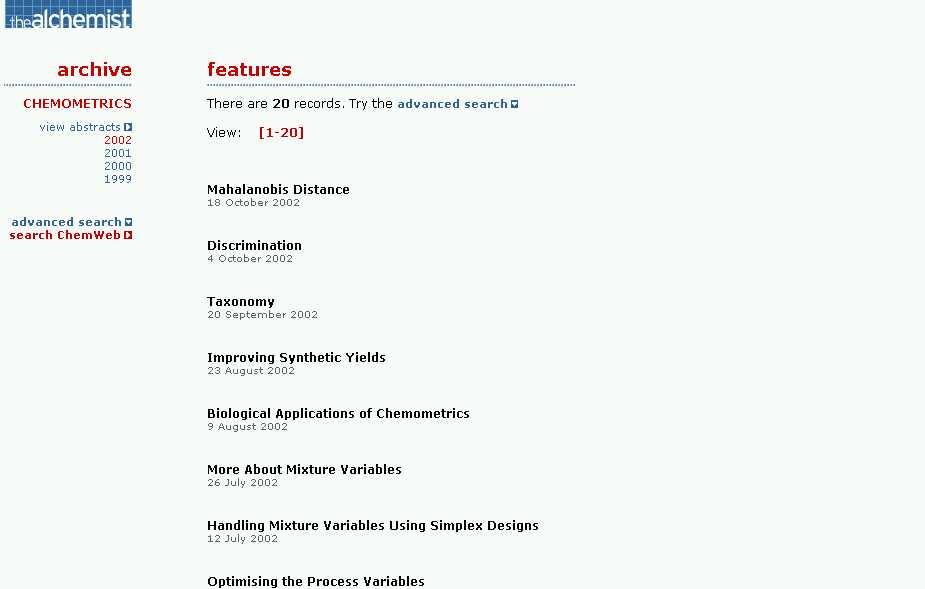 thealchemist
archive
CHEMOMETRICS
view abstracts
2002
2001
2000
1999
advanced search
search ChemWeb
features
There are 20 records. Try the advanced search
View: [1-20]
Mahalanobis Distance
18 October 2002
Discrimination
4 October 2002
Taxonomy
20 September 2002
Improving Synthetic Yields
23 August 2002
Biological Applications of Chemometrics
9 August 2002
More About Mixture Variables
26 July 2002
Handling Mixture Variables Using Simplex Designs
12 July 2002
Optimising the Process Variables